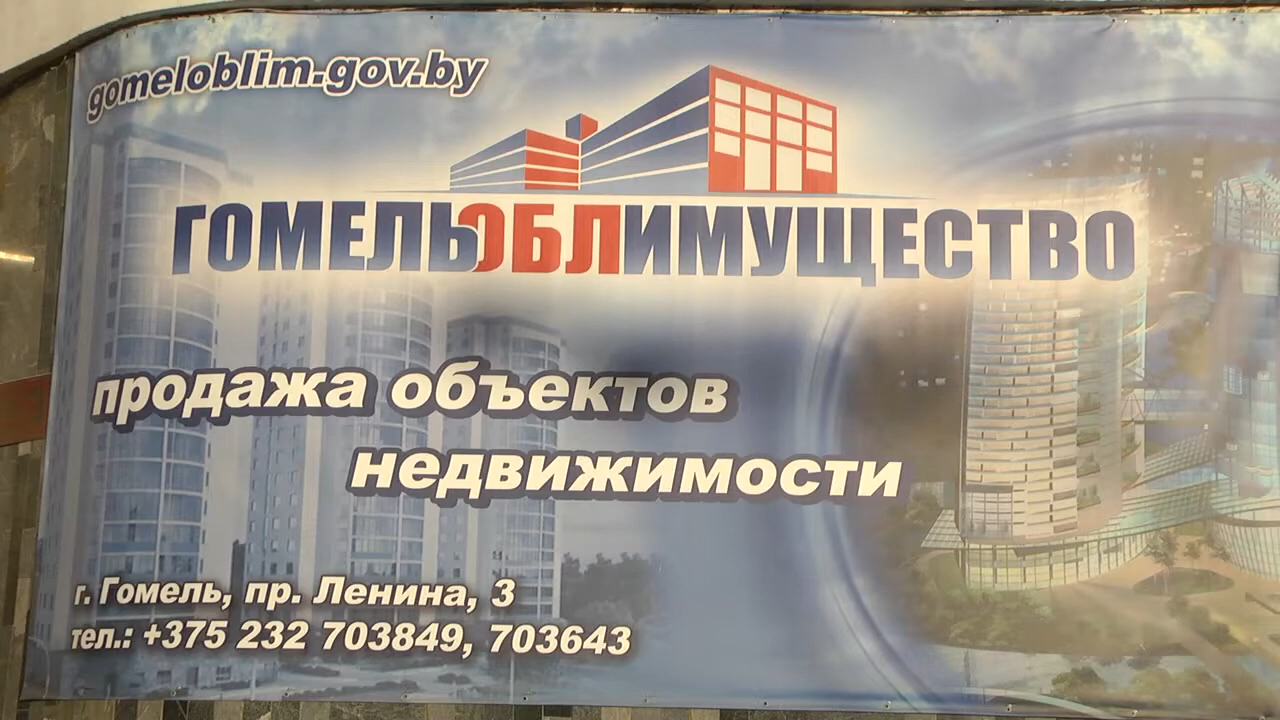 gomeloblim.gov.by
ГОМЕЛЬОБЛИМУЩЕСТВО
продажа объектов
недвижимости
г. Гомель, пр. Ленина, 3
тел.: +375 232 703849, 703643